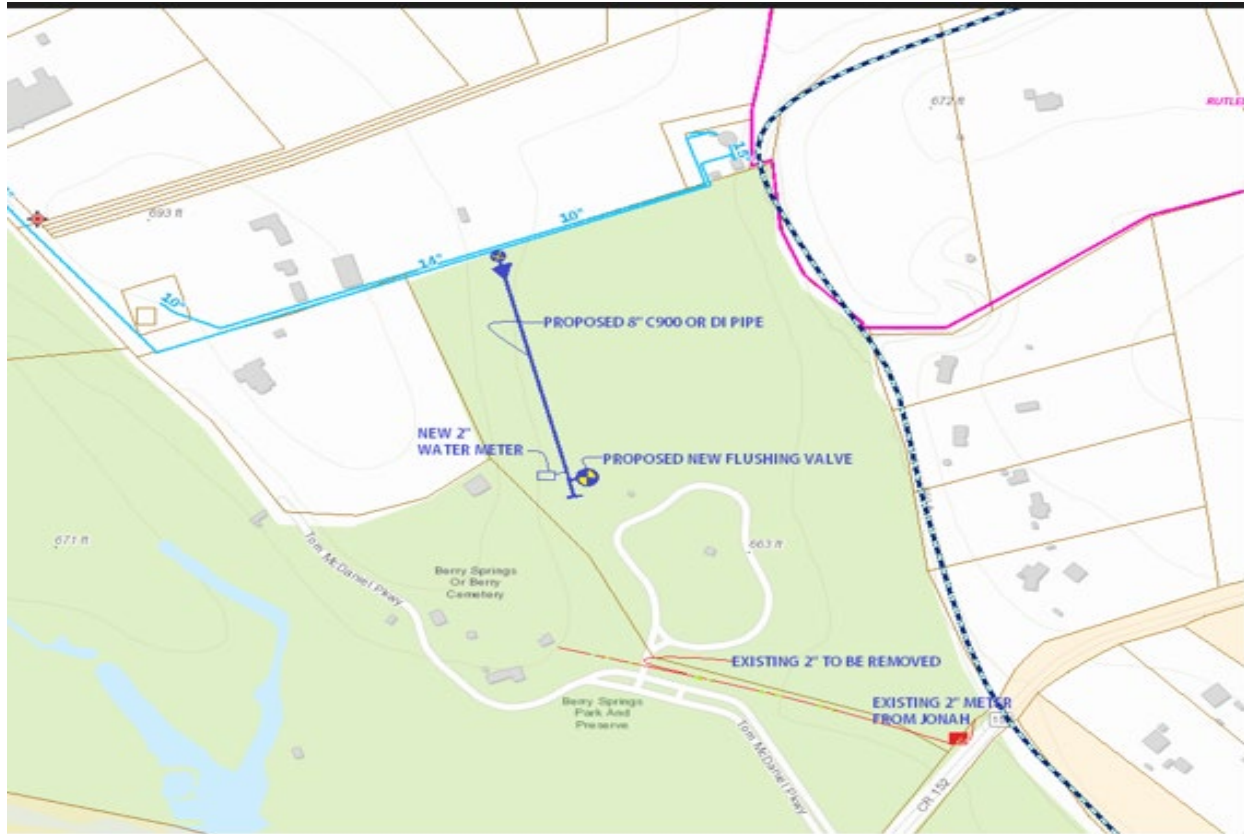 672 ft
RUTLE
15"
693 ft
10"
14"
10"
PROPOSED 8" C900 OR DI PIPE
NEW 2"
WATER METER
PROPOSED NEW FLUSHING VALVE
671 ft
663 ft
Tom McDaniel Pkwy
Berry Springs
Or Berry
Cemetery
EXISTING 2" TO BE REMOVED
EXISTING 2" METER
FROM JONAH
Berry Springs
Park And
Preserve
Tom McDaniel Pkwy
CR 152